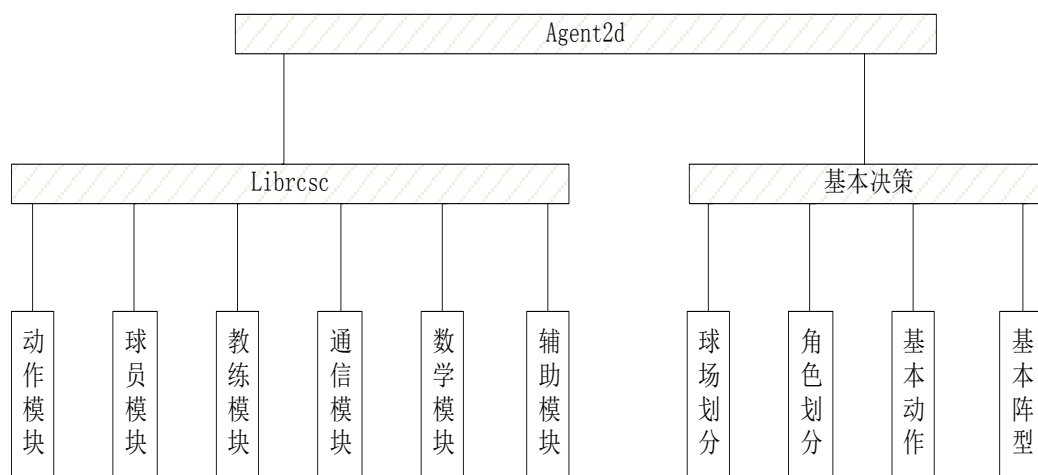 Agent2d
Librcsc
基本决策
动作模块
球员模块
教练模块
通信模块
数学模块
辅助模块
球场划分
角色划分
基本动作
基本阵型